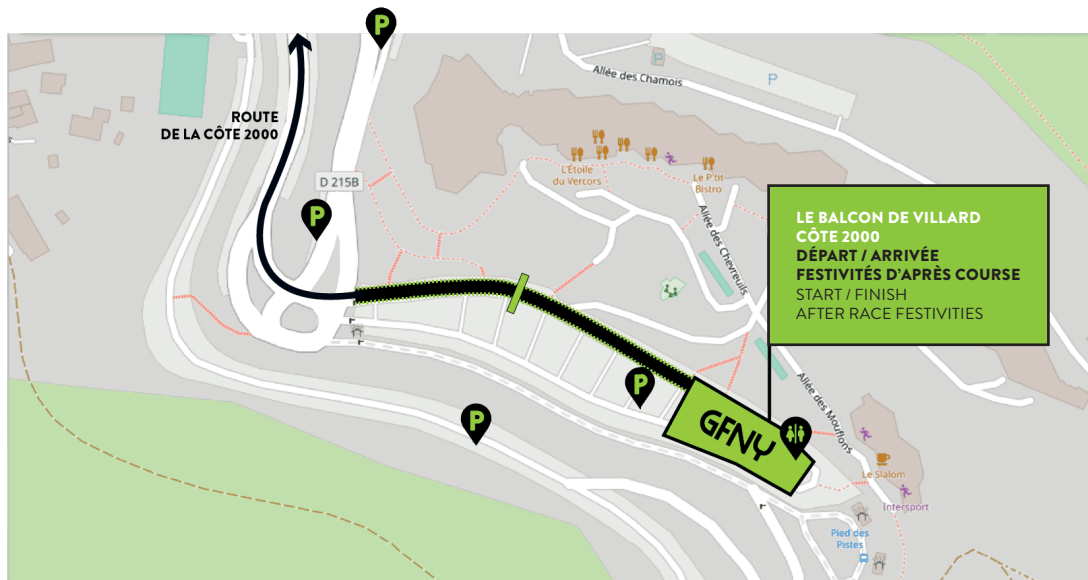 P
P
Allée des Chamois
ROUTE
DE LA CÔTE 2000
L'Étoile
du Vercors
Le P'tit
Bistro
D 215B
P
Allée des Chevreuils
LE BALCON DE VILLARD
CÔTE 2000
DÉPART / ARRIVÉE
FESTIVITÉS D'APRÈS COURSE
START / FINISH
AFTER RACE FESTIVITIES
P
P
P
GFNY
Allée des Mouflons
Le Slalom
Intersport
Pied des
Pistes